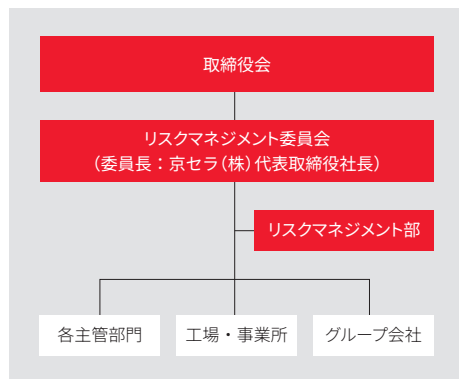 取締役会
リスクマネジメント委員会
（委員長：京セラ（株）代表取締役社長）
リスクマネジメント部
各主管部門
工場・事業所
グループ会社